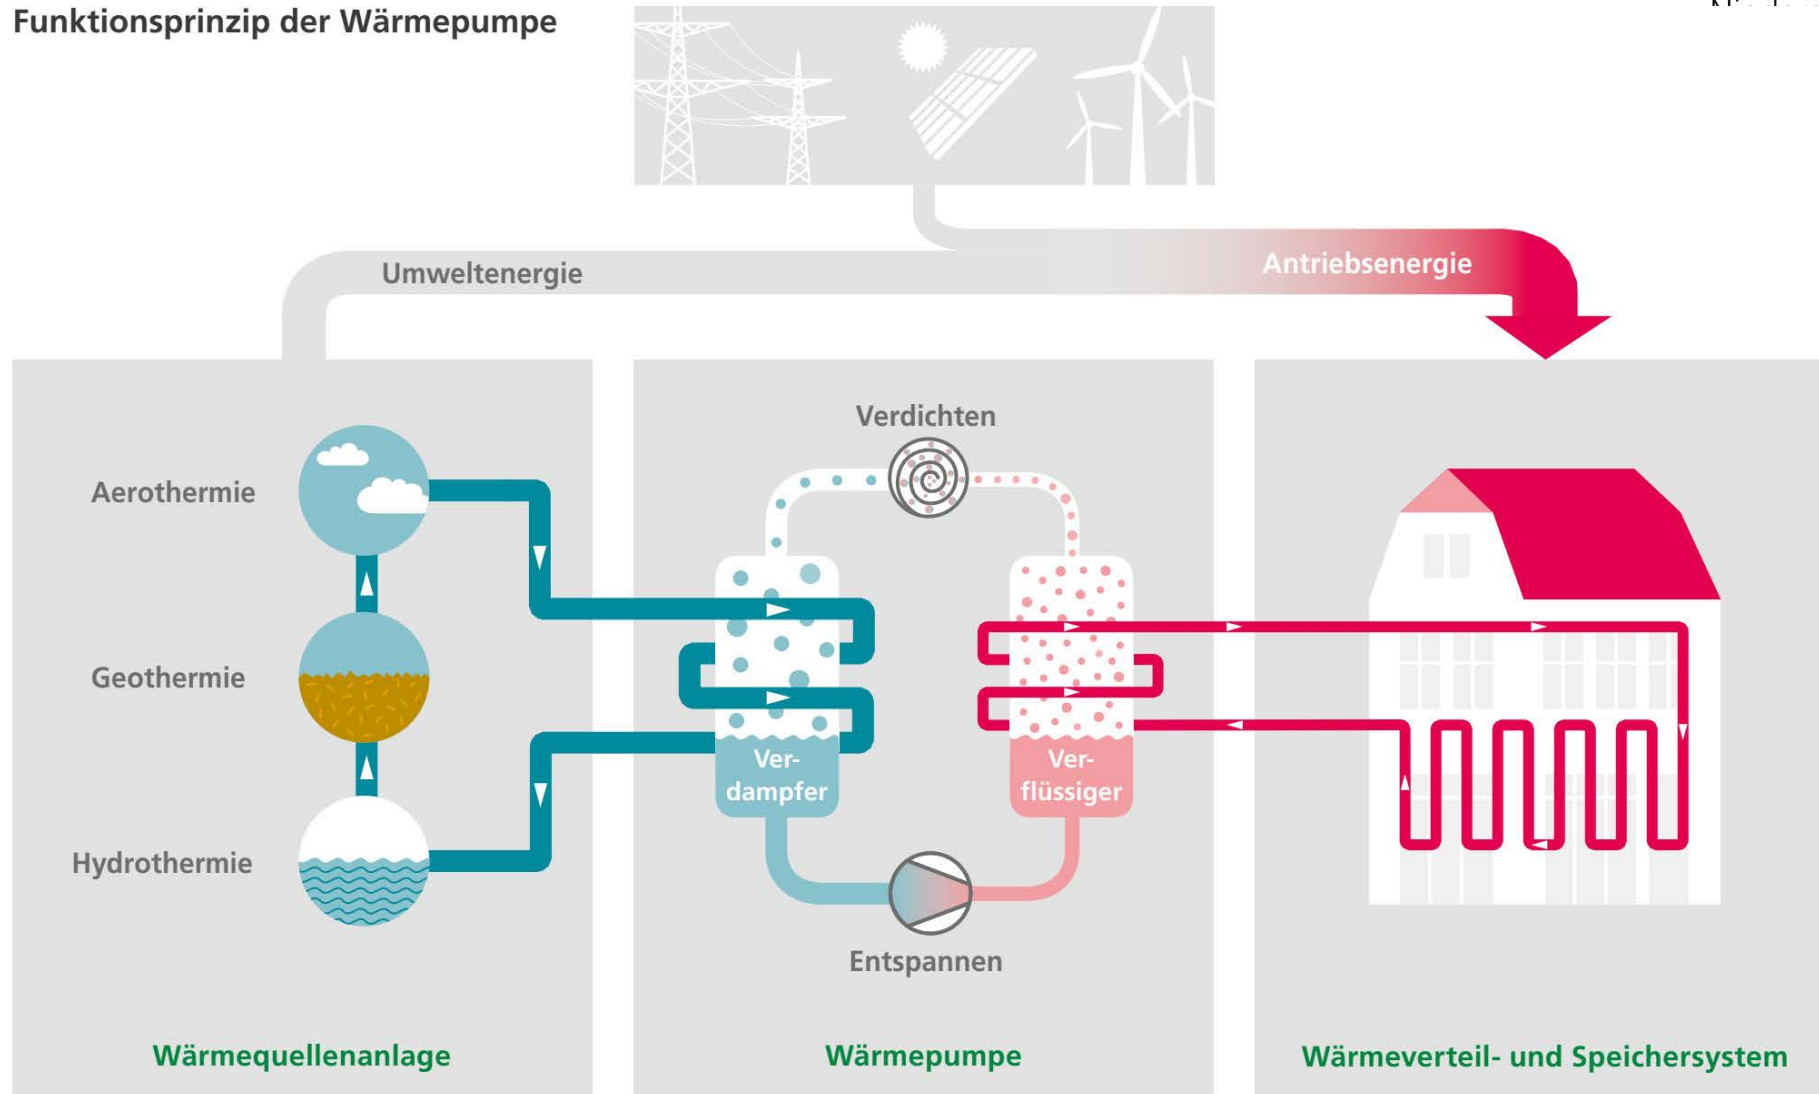 Funktionsprinzip der Wärmepumpe
Umweltenergie
Antriebsenergie
Aerothermie
Geothermie
Hydrothermie
Wärmequellenanlage
Verdichten
Ver-
dampfer
Ver-
flüssiger
Entspannen
Wärmepumpe
Wärmeverteil- und Speichersystem